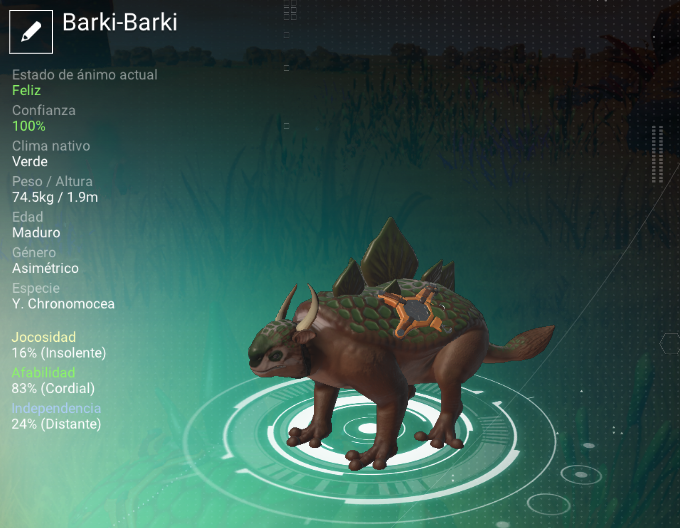 Barki-Barki
Estado de ánimo actual
Feliz
Confianza
100%
Clima nativo
Verde
Peso / Altura
74.5kg / 1.9m
Edad
Maduro
Género
Asimétrico
Especie
Y. Chronomocea
Jocosidad
16% (Insolente)
Afabilidad
83% (Cordial)
Independencia
24% (Distante)